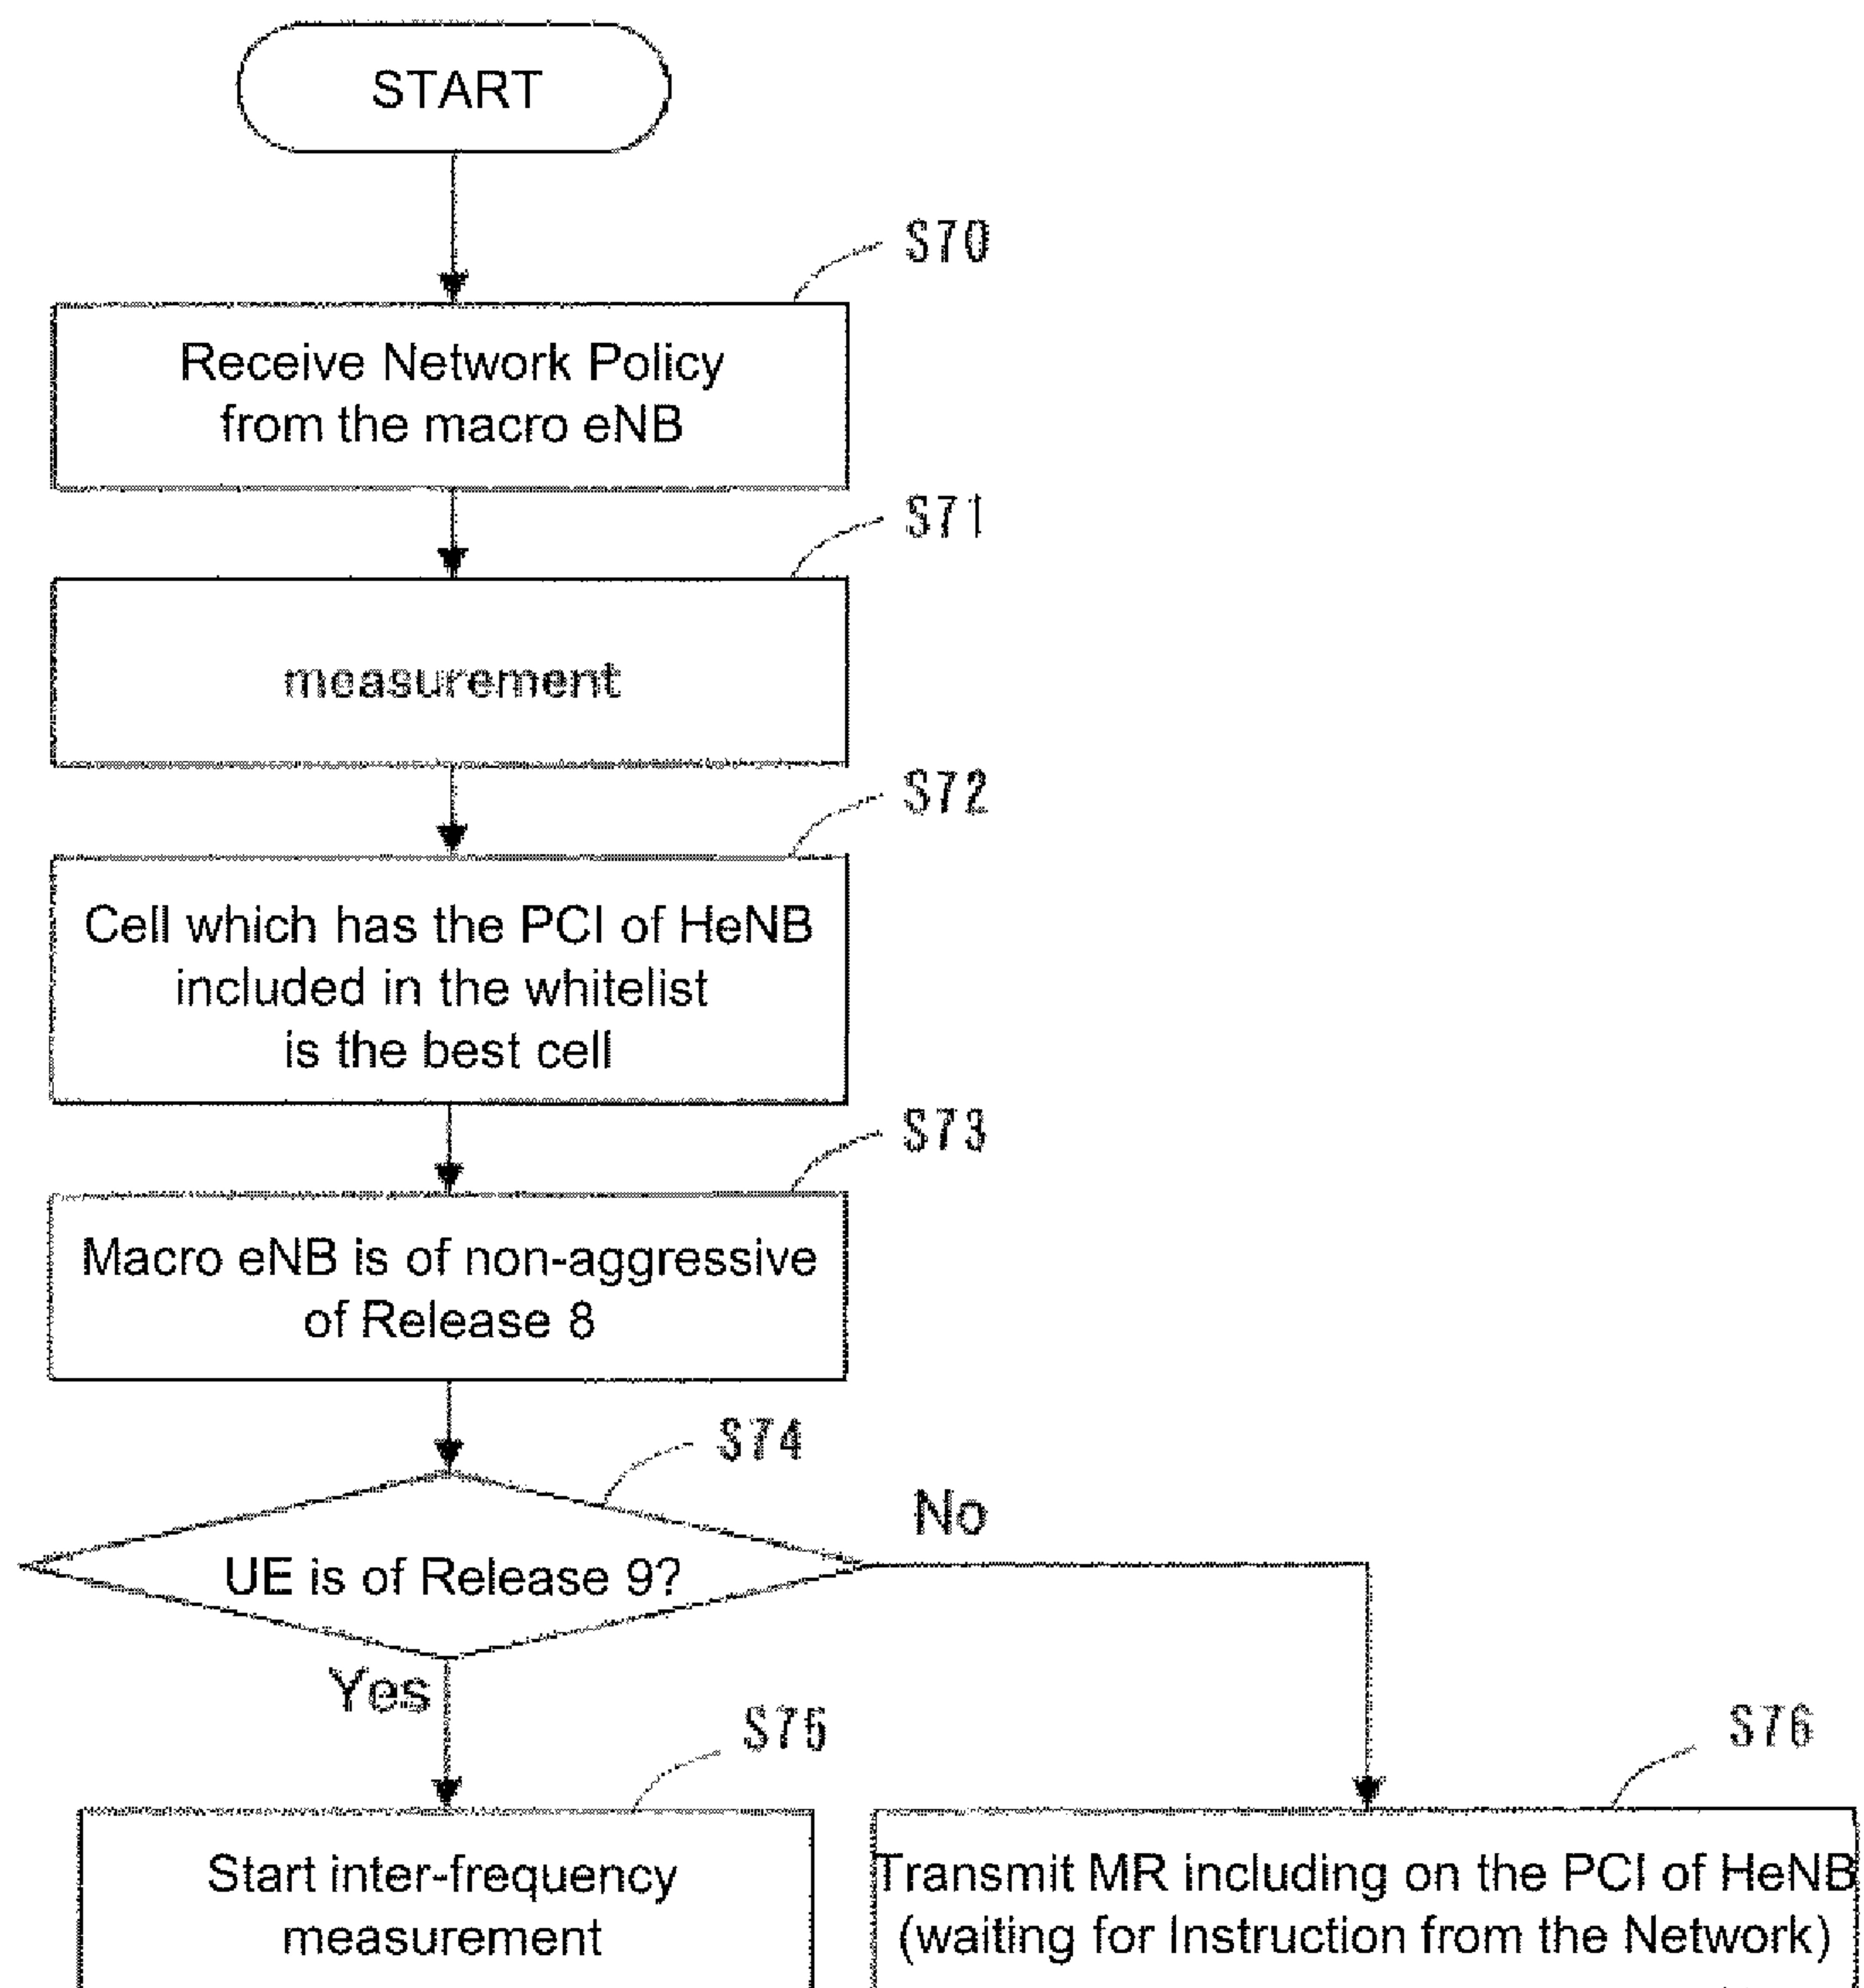 START
S70
Receive Network Policy
from the macro eNB
S71
measurement
S72
Cell which has the PCI of HeNB
included in the whitelist
is the best cell
S73
Macro eNB is of non-aggressive
of Release 8
S74
UE is of Release 9?
No
Yes
S75
Start inter-frequency
measurement
S76
Transmit MR including on the PCI of HeNB
(waiting for Instruction from the Network)